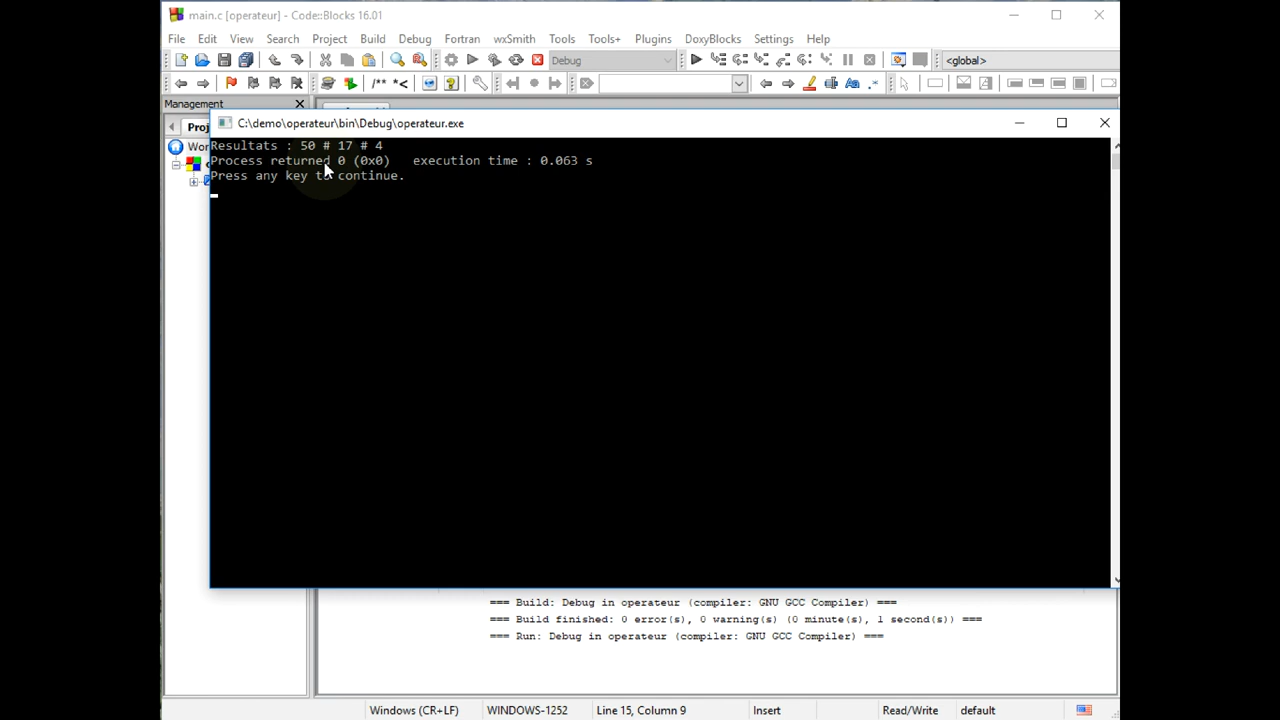 main.c [operateur] - Code::Blocks 16.01
File Edit View Search Project Build Debug Fortran wxSmith Tools Tools+ Plugins DoxyBlocks Settings Help
Debug
<global>
/** *<
Management
Proj
C:\demo\operateur\bin\Debug\operateur.exe
Wor
Resultats : 50 # 17 # 4
Process returned 0 (0x0) execution time : 0.063 s
Press any key to continue.
=== Build: Debug in operateur (compiler: GNU GCC Compiler) ===
=== Build finished: 0 error(s), 0 warning(s) (0 minute(s), 1 second(s)) ===
=== Run: Debug in operateur (compiler: GNU GCC Compiler) ===
Windows (CR+LF) WINDOWS-1252 Line 15, Column 9 Insert Read/Write default